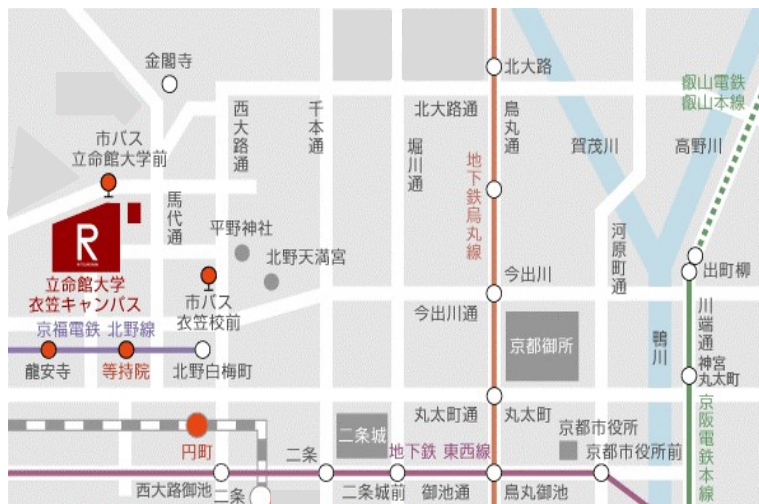 北大路
金閣寺
叡山電鉄
叡山本線
西大路通
千本通
北大路通
烏丸通
市バス
立命館大学前
賀茂川
高野川
堀川通
地下鉄烏丸線
馬代通
平野神社
河原町通
R
北野天満宮
今出川
出町柳
立命館大学
衣笠キャンパス
市バス
衣笠校前
今出川通
川端通
京福電鉄 北野線
京都御所
鴨川
龍安寺
等持院
北野白梅町
神宮
丸太町
丸太町通
丸太町
京阪電鉄本線
円町
二条城
京都市役所
二条
地下鉄 東西線
京都市役所前
西大路御池
二条
二条城前
御池通
烏丸御池